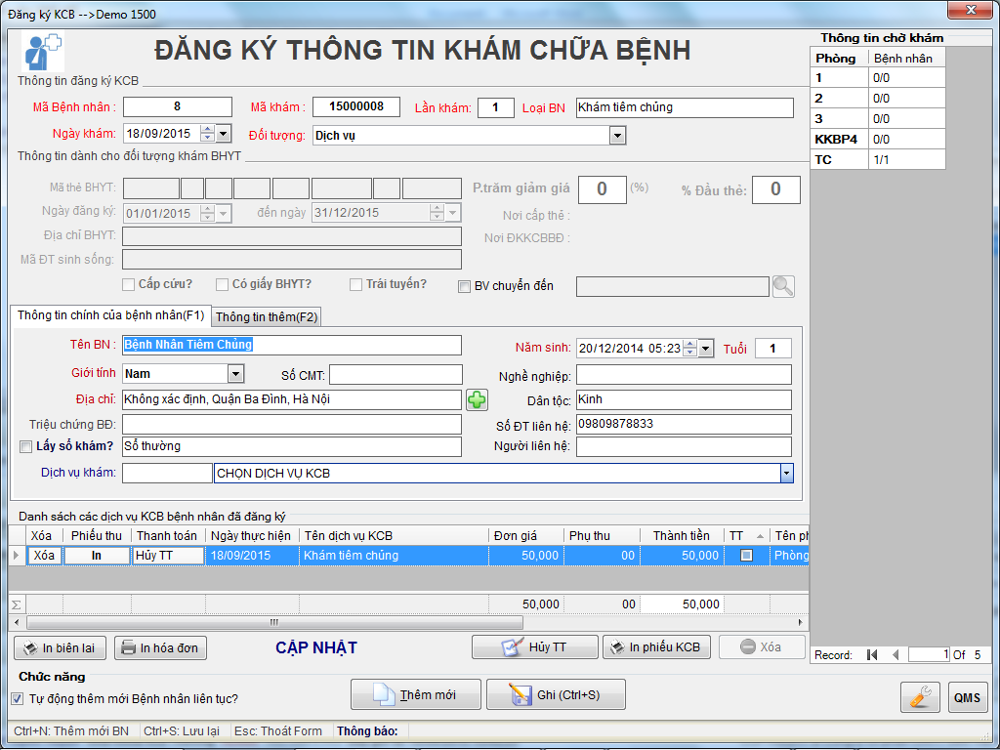 Đăng ký KCB -->Demo 1500
ĐĂNG KÝ THÔNG TIN KHÁM CHỮA BỆNH
Thông tin đăng ký KCB
Mã Bệnh nhân : 8 Mã khám : 15000008 Lần khám: 1 Loại BN Khám tiêm chủng
Ngày khám: 18/09/2015 Đối tượng: Dịch vụ
Thông tin dành cho đối tượng khám BHYT
Mã thẻ BHYT: P.trăm giảm giá 0 (%) % Đầu thẻ: 0
Ngày đăng ký: 01/01/2015 đến ngày 31/12/2015 Nơi cấp thẻ :
Địa chỉ BHYT: Nơi ĐKKCBBĐ :
Mã ĐT sinh sống:
Cấp cứu? Có giấy BHYT? Trái tuyến? BV chuyển đến
Thông tin chính của bệnh nhân(F1) Thông tin thêm(F2)
Tên BN : Bệnh Nhân Tiêm Chủng Năm sinh: 20/12/2014 05:23 Tuổi 1
Giới tính Nam Số CMT: Nghề nghiệp:
Địa chỉ: Không xác định, Quận Ba Đình, Hà Nội Dân tộc: Kinh
Triệu chứng BĐ: Số ĐT liên hệ: 09809878833
Lấy số khám? Số thường Người liên hệ:
Dịch vụ khám: CHỌN DỊCH VỤ KCB
Danh sách các dịch vụ KCB bệnh nhân đã đăng ký
Xóa Phiếu thu Thanh toán Ngày thực hiện Tên dịch vụ KCB Đơn giá Phụ thu Thành tiền TT Tên ph
Xóa In Hủy TT 18/09/2015 Khám tiêm chủng 50,000 00 50,000 Phòng
Σ 50,000 00 50,000
In biên lai In hóa đơn CẬP NHẬT Hủy TT In phiếu KCB Xóa
Chức năng
Tự động thêm mới Bệnh nhân liên tục? Thêm mới Ghi (Ctrl+S)
Ctrl+N: Thêm mới BN Ctrl+S: Lưu lại Esc: Thoát Form Thông báo:
Thông tin chờ khám
Phòng Bệnh nhân
1 0/0
2 0/0
3 0/0
KKBP4 0/0
TC 1/1
Record: 1 Of 5
QMS